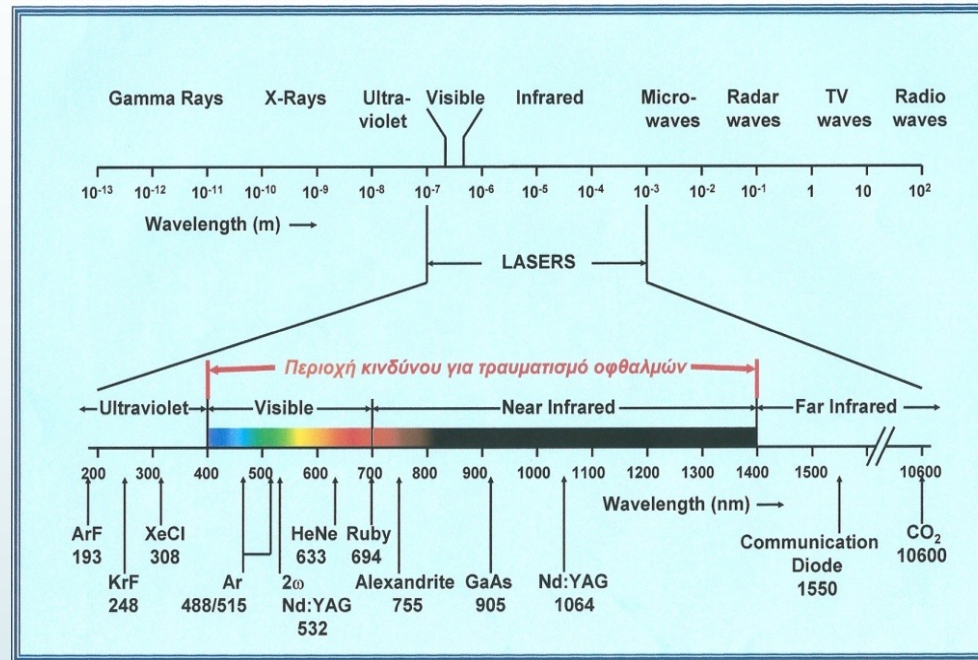 Gamma Rays X-Rays Ultra- Visible Infrared Micro- Radar TV Radio
violet waves waves waves waves
10-13 10-12 10-11 10-10 10-9 10-8 10-7 10-6 10-5 10-4 10-3 10-2 10-1 1 10 102
Wavelength (m)
LASERS
Περιοχή κινδύνου για τραυματισμό οφθαλμών
Ultraviolet Visible Near Infrared Far Infrared
200 300 400 500 600 700 800 900 1000 1100 1200 1300 1400 1500 10600
Wavelength (nm)
ArF XeCl HeNe Ruby Communication CO2
193 308 633 694 Diode 10600
KrF Ar 2ω Alexandrite GaAs Nd:YAG 1550
248 488/515 Nd:YAG 755 905 1064
532